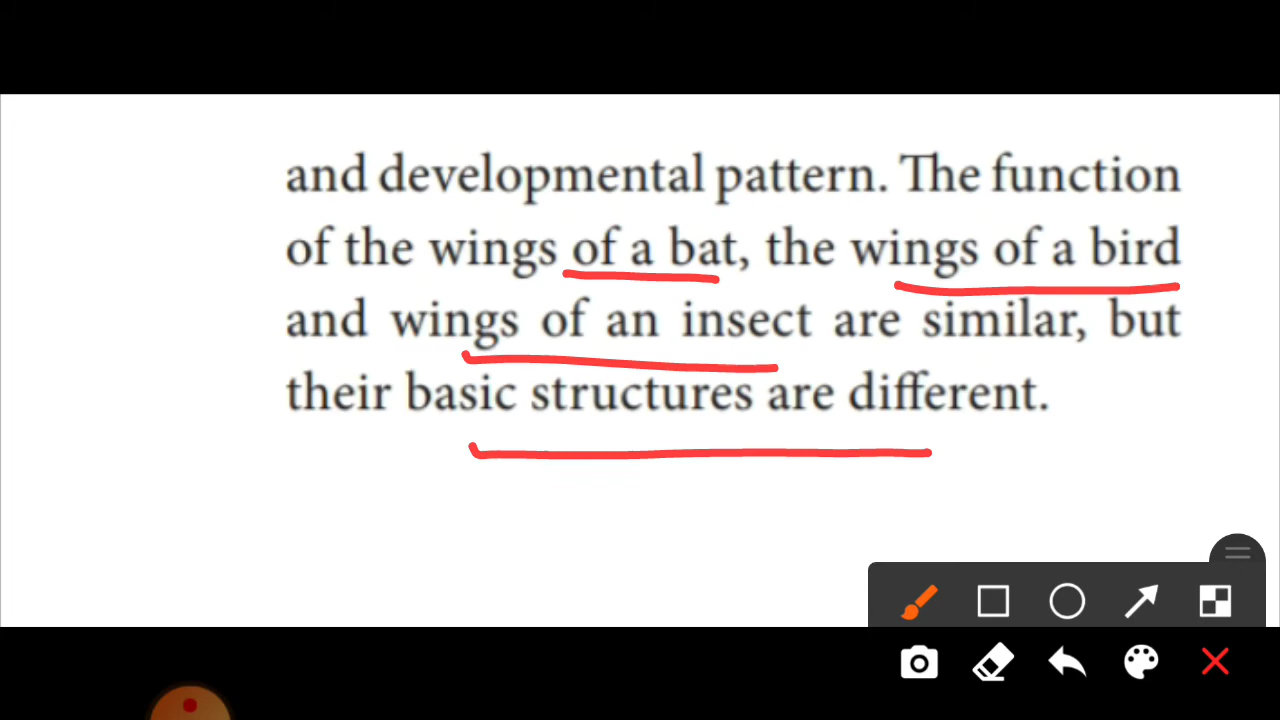 and developmental pattern. The function
of the wings of a bat, the wings of a bird
and wings of an insect are similar, but
their basic structures are different.